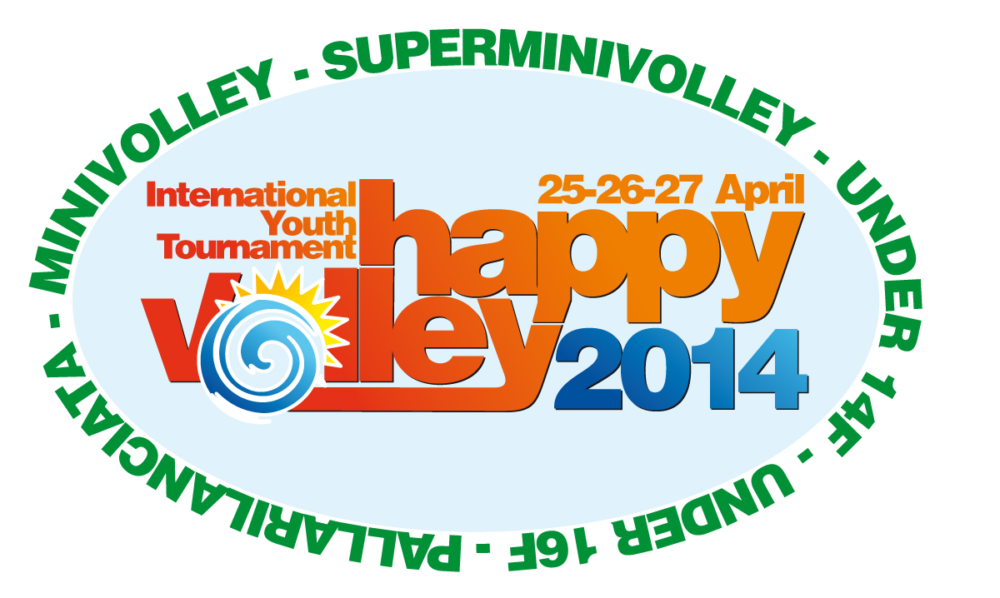 MINIVOLLEY - SUPERMINIVOLLEY - UNDER 14F - UNDER 16F - PALLARILANCIATA -
International
Youth
Tournament
25-26-27 April
happy
volley
2014